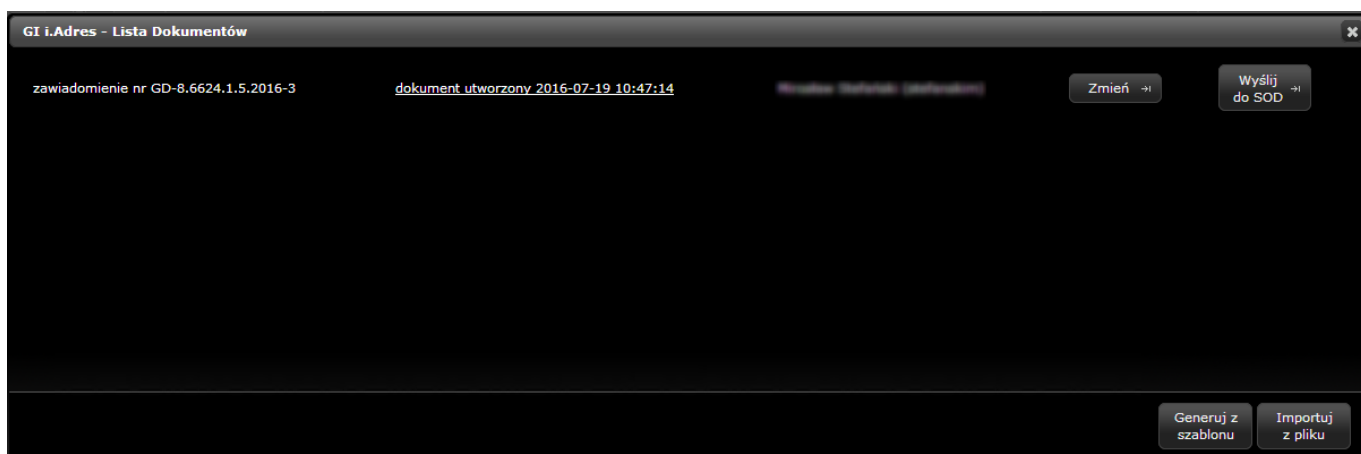 GI i.Adres - Lista Dokumentów
zawiadomienie nr GD-8.6624.1.5.2016-3 dokument utworzony 2016-07-19 10:47:14 Zmień Wyślij do SOD
Generuj z szablonu Importuj z pliku